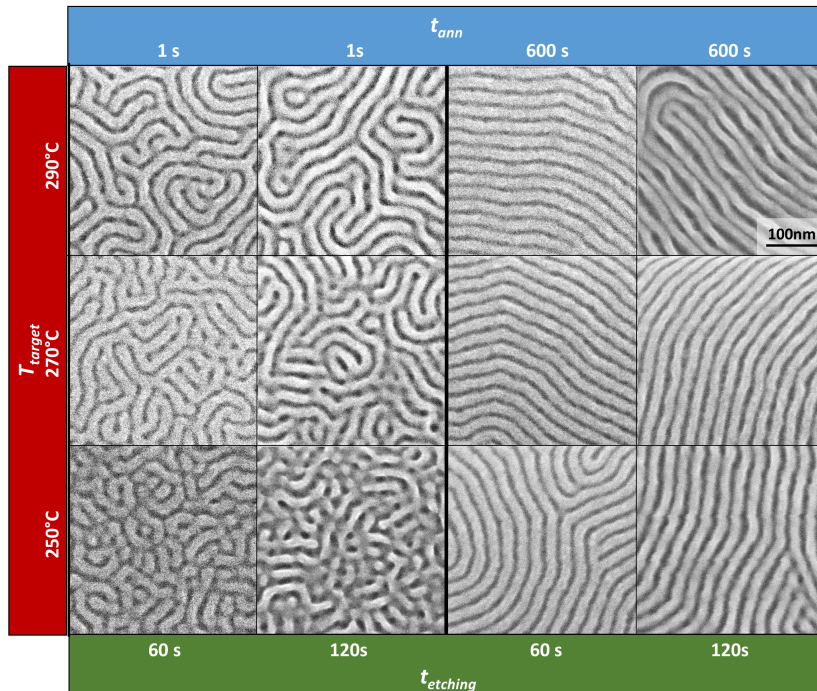 t_ann
1 s
1s
600 s
600 s
290°C
100nm
T_target
270°C
250°C
60 s
120s
60 s
120s
t_etching